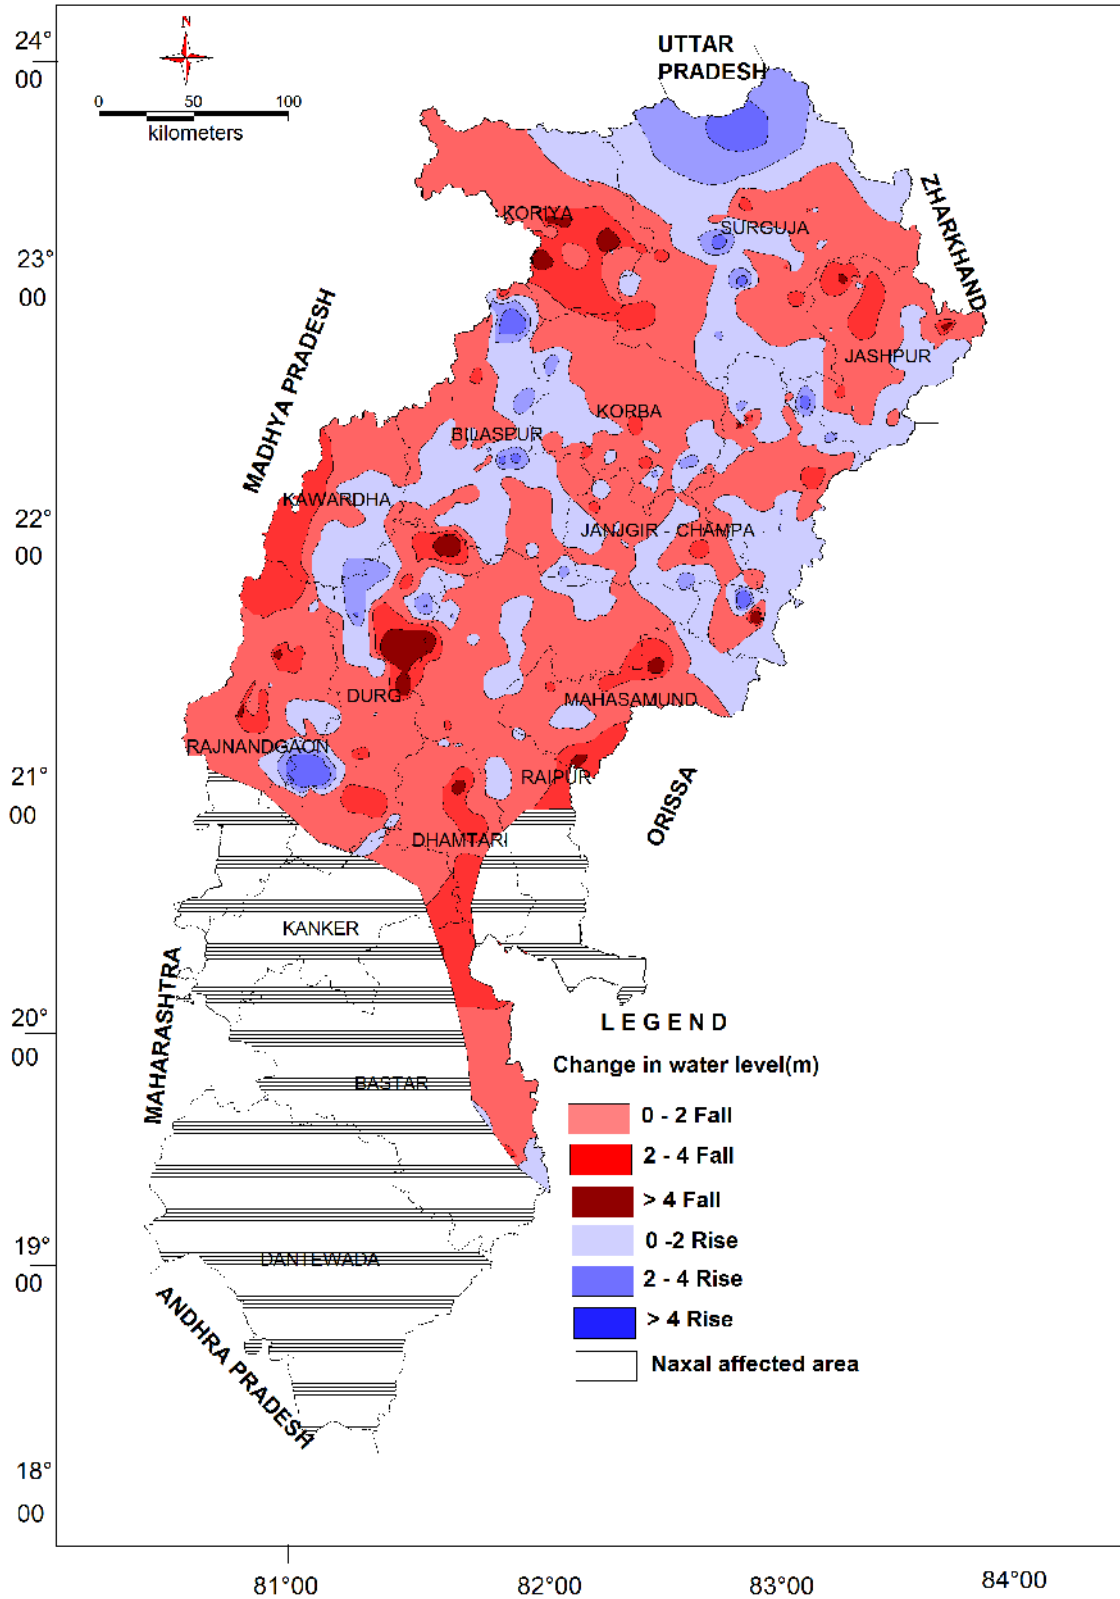 24°
00
N
0 50 100
kilometers
UTTAR
PRADESH
ZHARKHAND
KORIYA
SURGUJA
23°
00
MADHYA PRADESH
JASHPUR
KORBA
BILASPUR
KAWARDHA
22°
00
JANJGIR - CHAMPA
DURG
MAHASAMUND
RAJNANDGAON
RAIPUR
21°
00
ORISSA
DHAMTARI
KANKER
MAHARASHTRA
20°
00
BASTAR
LEGEND
Change in water level(m)
0 - 2 Fall
2 - 4 Fall
> 4 Fall
0 -2 Rise
2 - 4 Rise
> 4 Rise
Naxal affected area
19°
00
DANTEWADA
ANDHRA PRADESH
18°
00
81°00 82°00 83°00 84°00